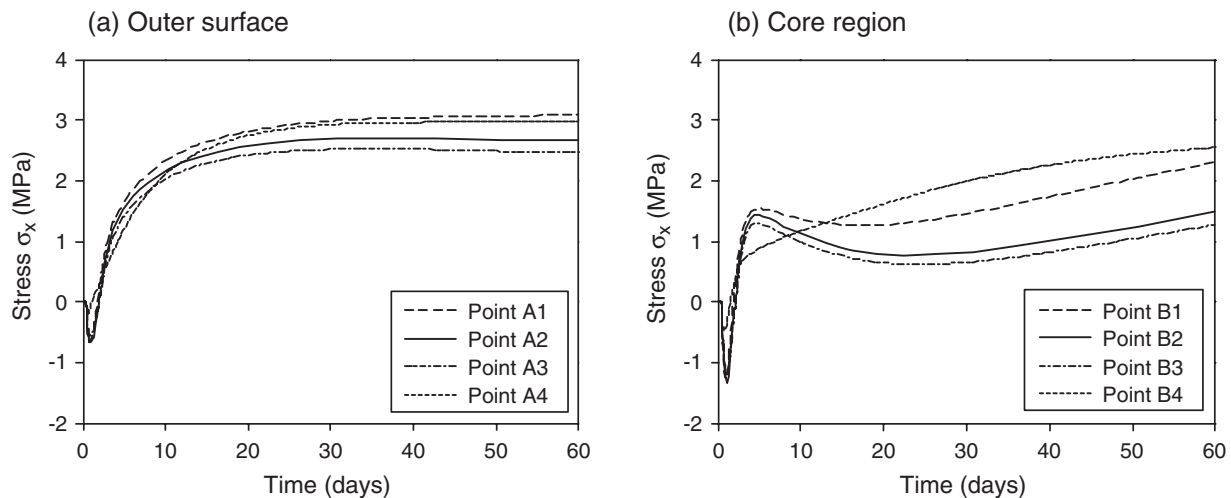 (a) Outer surface
Stress σx (MPa)
4
3
2
1
0
-1
-2
0 10 20 30 40 50 60
Time (days)
Point A1
Point A2
Point A3
Point A4
(b) Core region
Stress σx (MPa)
4
3
2
1
0
-1
-2
0 10 20 30 40 50 60
Time (days)
Point B1
Point B2
Point B3
Point B4